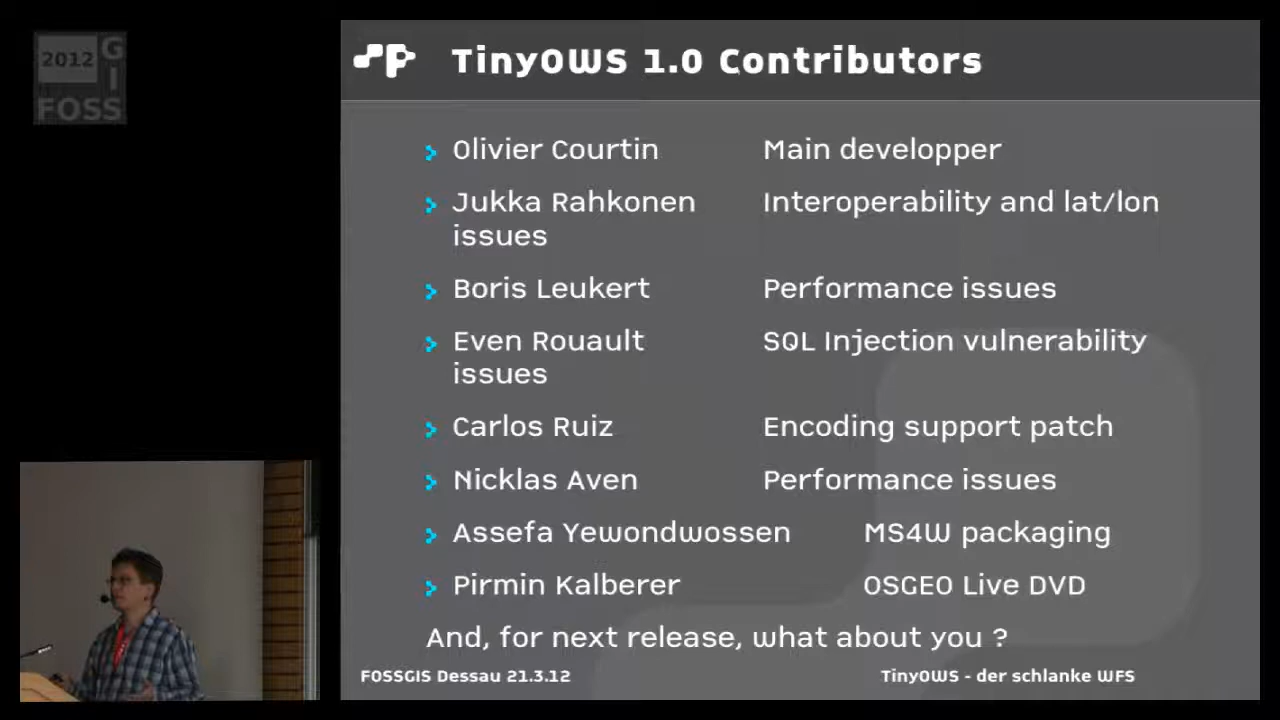 2012
GI
FOSS
TinyOWS 1.0 Contributors
Olivier Courtin Main developper
Jukka Rahkonen Interoperability and lat/lon
issues
Boris Leukert Performance issues
Even Rouault SQL Injection vulnerability
issues
Carlos Ruiz Encoding support patch
Nicklas Aven Performance issues
Assefa Yewondwossen MS4W packaging
Pirmin Kalberer OSGEO Live DVD
And, for next release, what about you ?
FOSSGIS Dessau 21.3.12 TinyOWS - der schlanke WFS